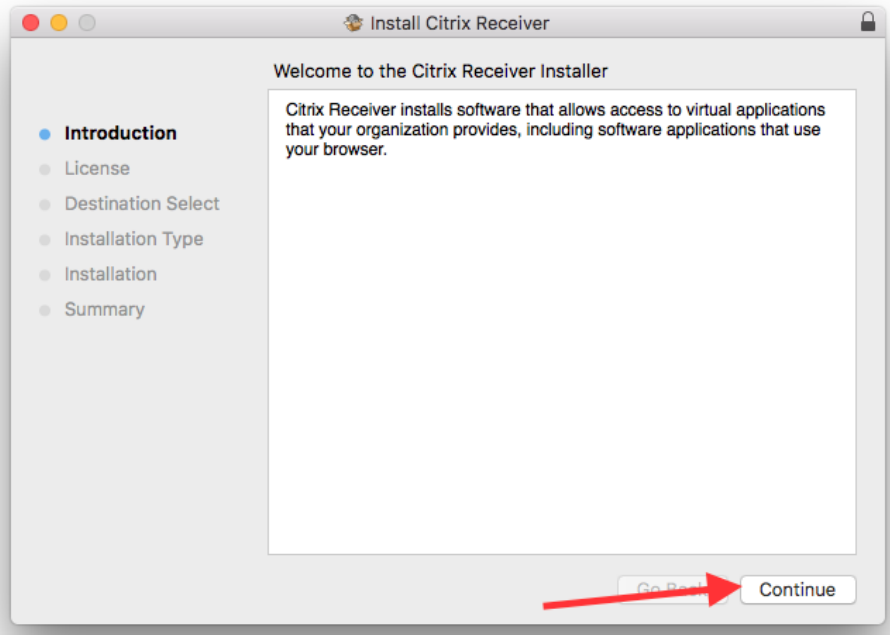 Install Citrix Receiver
Welcome to the Citrix Receiver Installer
Introduction
License
Destination Select
Installation Type
Installation
Summary
Citrix Receiver installs software that allows access to virtual applications
that your organization provides, including software applications that use
your browser.
Go Back
Continue